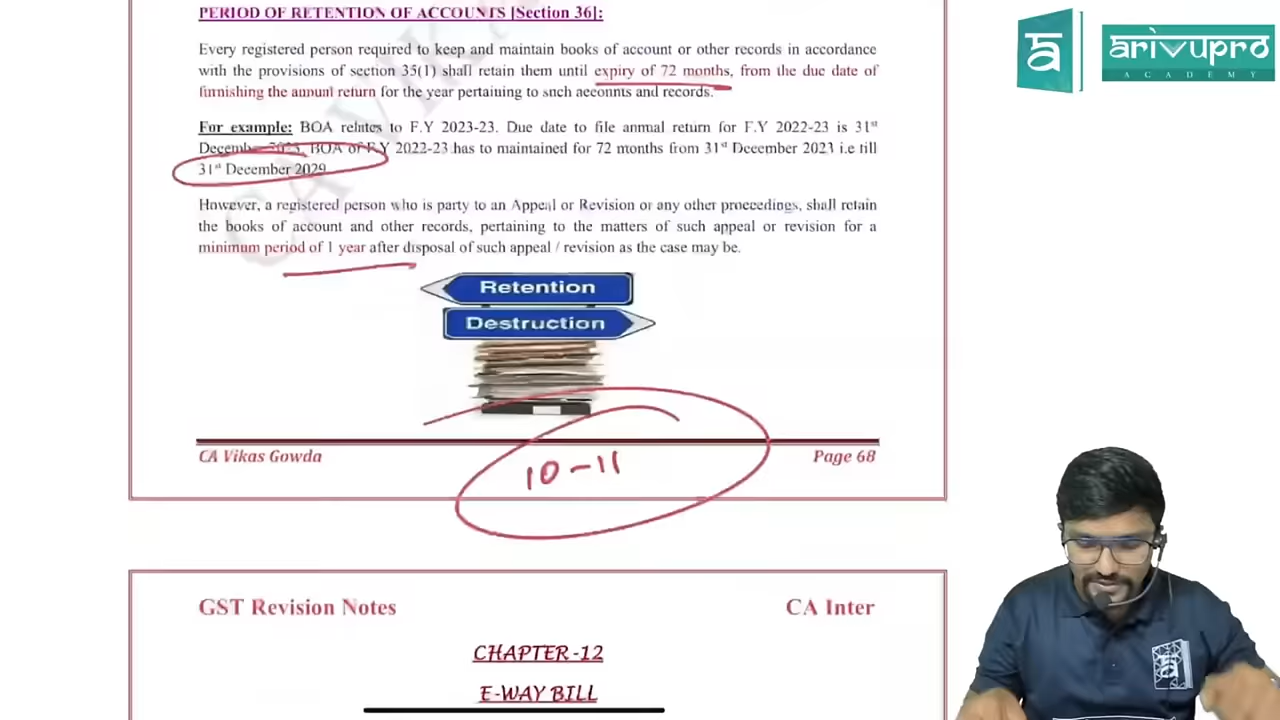 PERIOD OF RETENTION OF ACCOUNTS [Section 36]:
Every registered person required to keep and maintain books of account or other records in accordance
with the provisions of section 35(1) shall retain them until expiry of 72 months, from the due date of
furnishing the annual return for the year pertaining to such accounts and records.
For example: BOA relates to F.Y 2023-23. Due date to file annual return for F.Y 2022-23 is 31st
December 2023. BOA of F.Y 2022-23 has to maintained for 72 months from 31st December 2023 i.e till
31st December 2029
However, a registered person who is party to an Appeal or Revision or any other proceedings, shall retain
the books of account and other records, pertaining to the matters of such appeal or revision for a
minimum period of 1 year after disposal of such appeal / revision as the case may be.
Retention
Destruction
10-11
CA Vikas Gowda
Page 68
GST Revision Notes
CA Inter
CHAPTER -12
E-WAY BILL
arivupro
ACADEMY